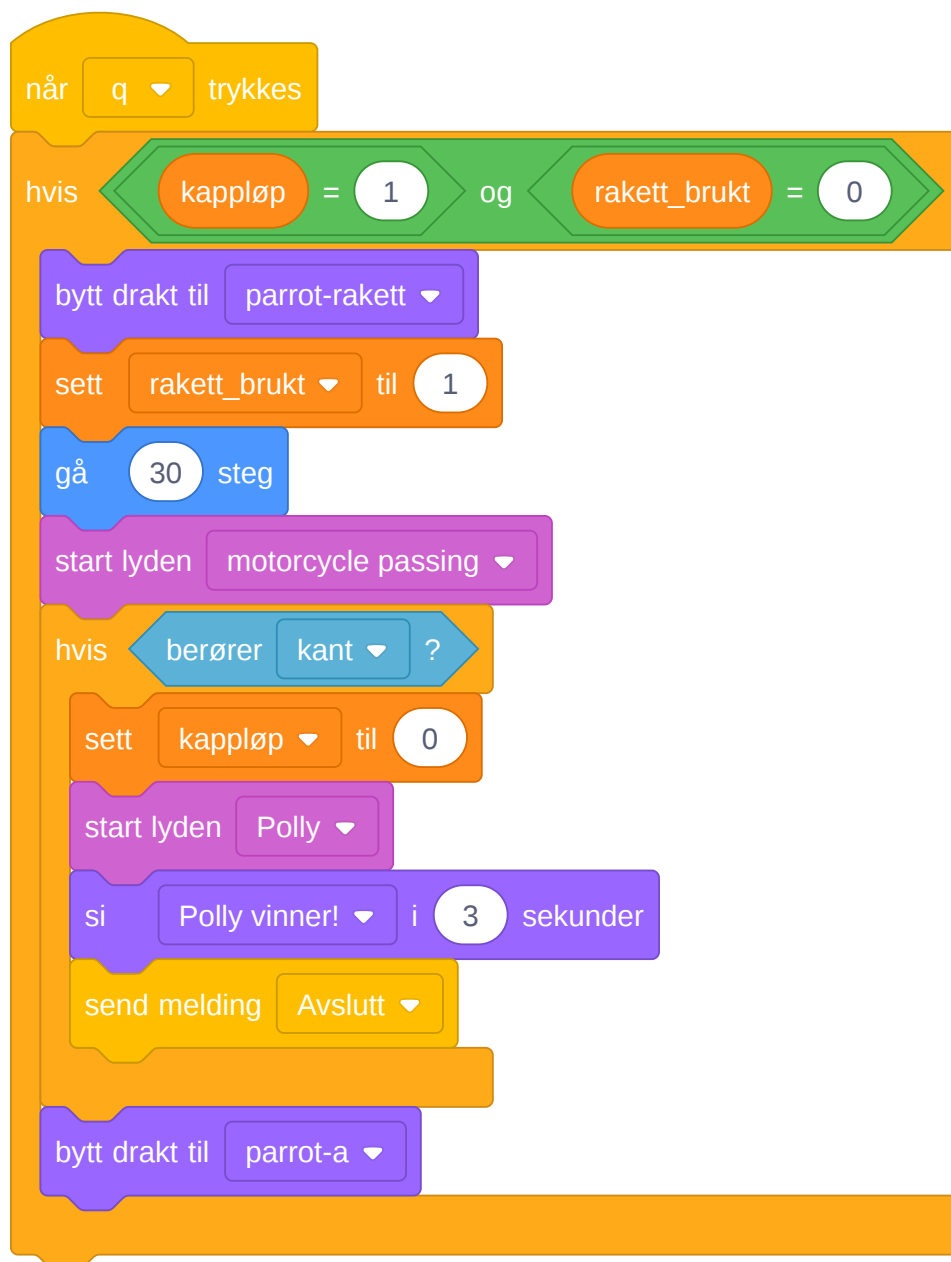 når q trykkes
hvis kappløp = 1 og rakett_brukt = 0
bytt drakt til parrot-rakett
sett rakett_brukt til 1
gå 30 steg
start lyden motorcycle passing
hvis berører kant ?
sett kappløp til 0
start lyden Polly
si Polly vinner! i 3 sekunder
send melding Avslutt
bytt drakt til parrot-a